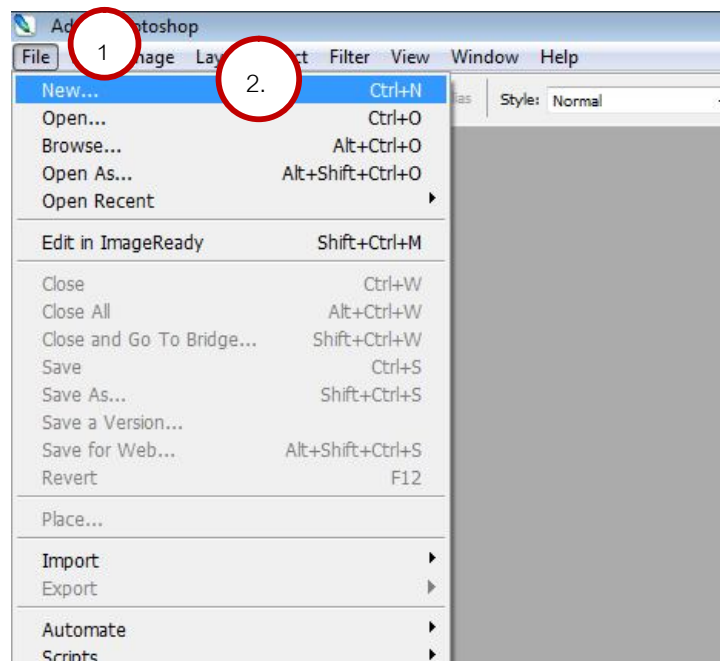 Ad toshop
File 1 nage Lay ct Filter View Window Help
2.
New... Ctrl+N
Style: Normal
Open... Ctrl+O
Browse... Alt+Ctrl+O
Open As... Alt+Shift+Ctrl+O
Open Recent
Edit in ImageReady Shift+Ctrl+M
Close Ctrl+W
Close All Alt+Ctrl+W
Close and Go To Bridge... Shift+Ctrl+W
Save Ctrl+S
Save As... Shift+Ctrl+S
Save a Version...
Save for Web... Alt+Shift+Ctrl+S
Revert F12
Place...
Import
Export
Automate
Scripts